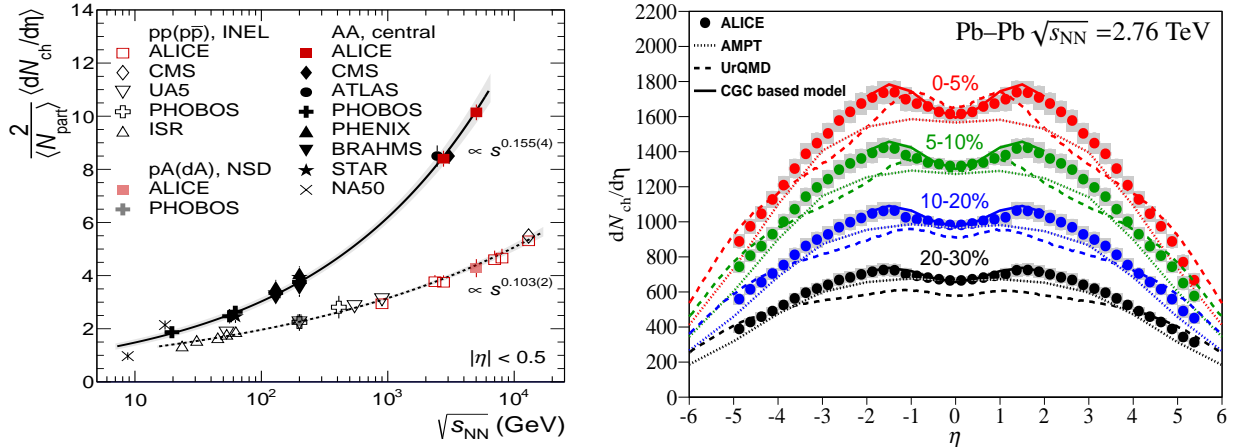 2/⟨N_part⟩ ⟨dN_ch/dη⟩
14
12
10
8
6
4
2
0
pp(pp̄), INEL
ALICE
CMS
UA5
PHOBOS
ISR
pA(dA), NSD
ALICE
PHOBOS
AA, central
ALICE
CMS
ATLAS
PHOBOS
PHENIX
BRAHMS
STAR
NA50
∝ s^0.155(4)
∝ s^0.103(2)
|η| < 0.5
10 10² 10³ 10⁴
√s_NN (GeV)
dN_ch/dη
2200
2000
1800
1600
1400
1200
1000
800
600
400
200
0
ALICE
AMPT
UrQMD
CGC based model
Pb–Pb √s_NN =2.76 TeV
0-5%
5-10%
10-20%
20-30%
-6 -5 -4 -3 -2 -1 0 1 2 3 4 5 6
η